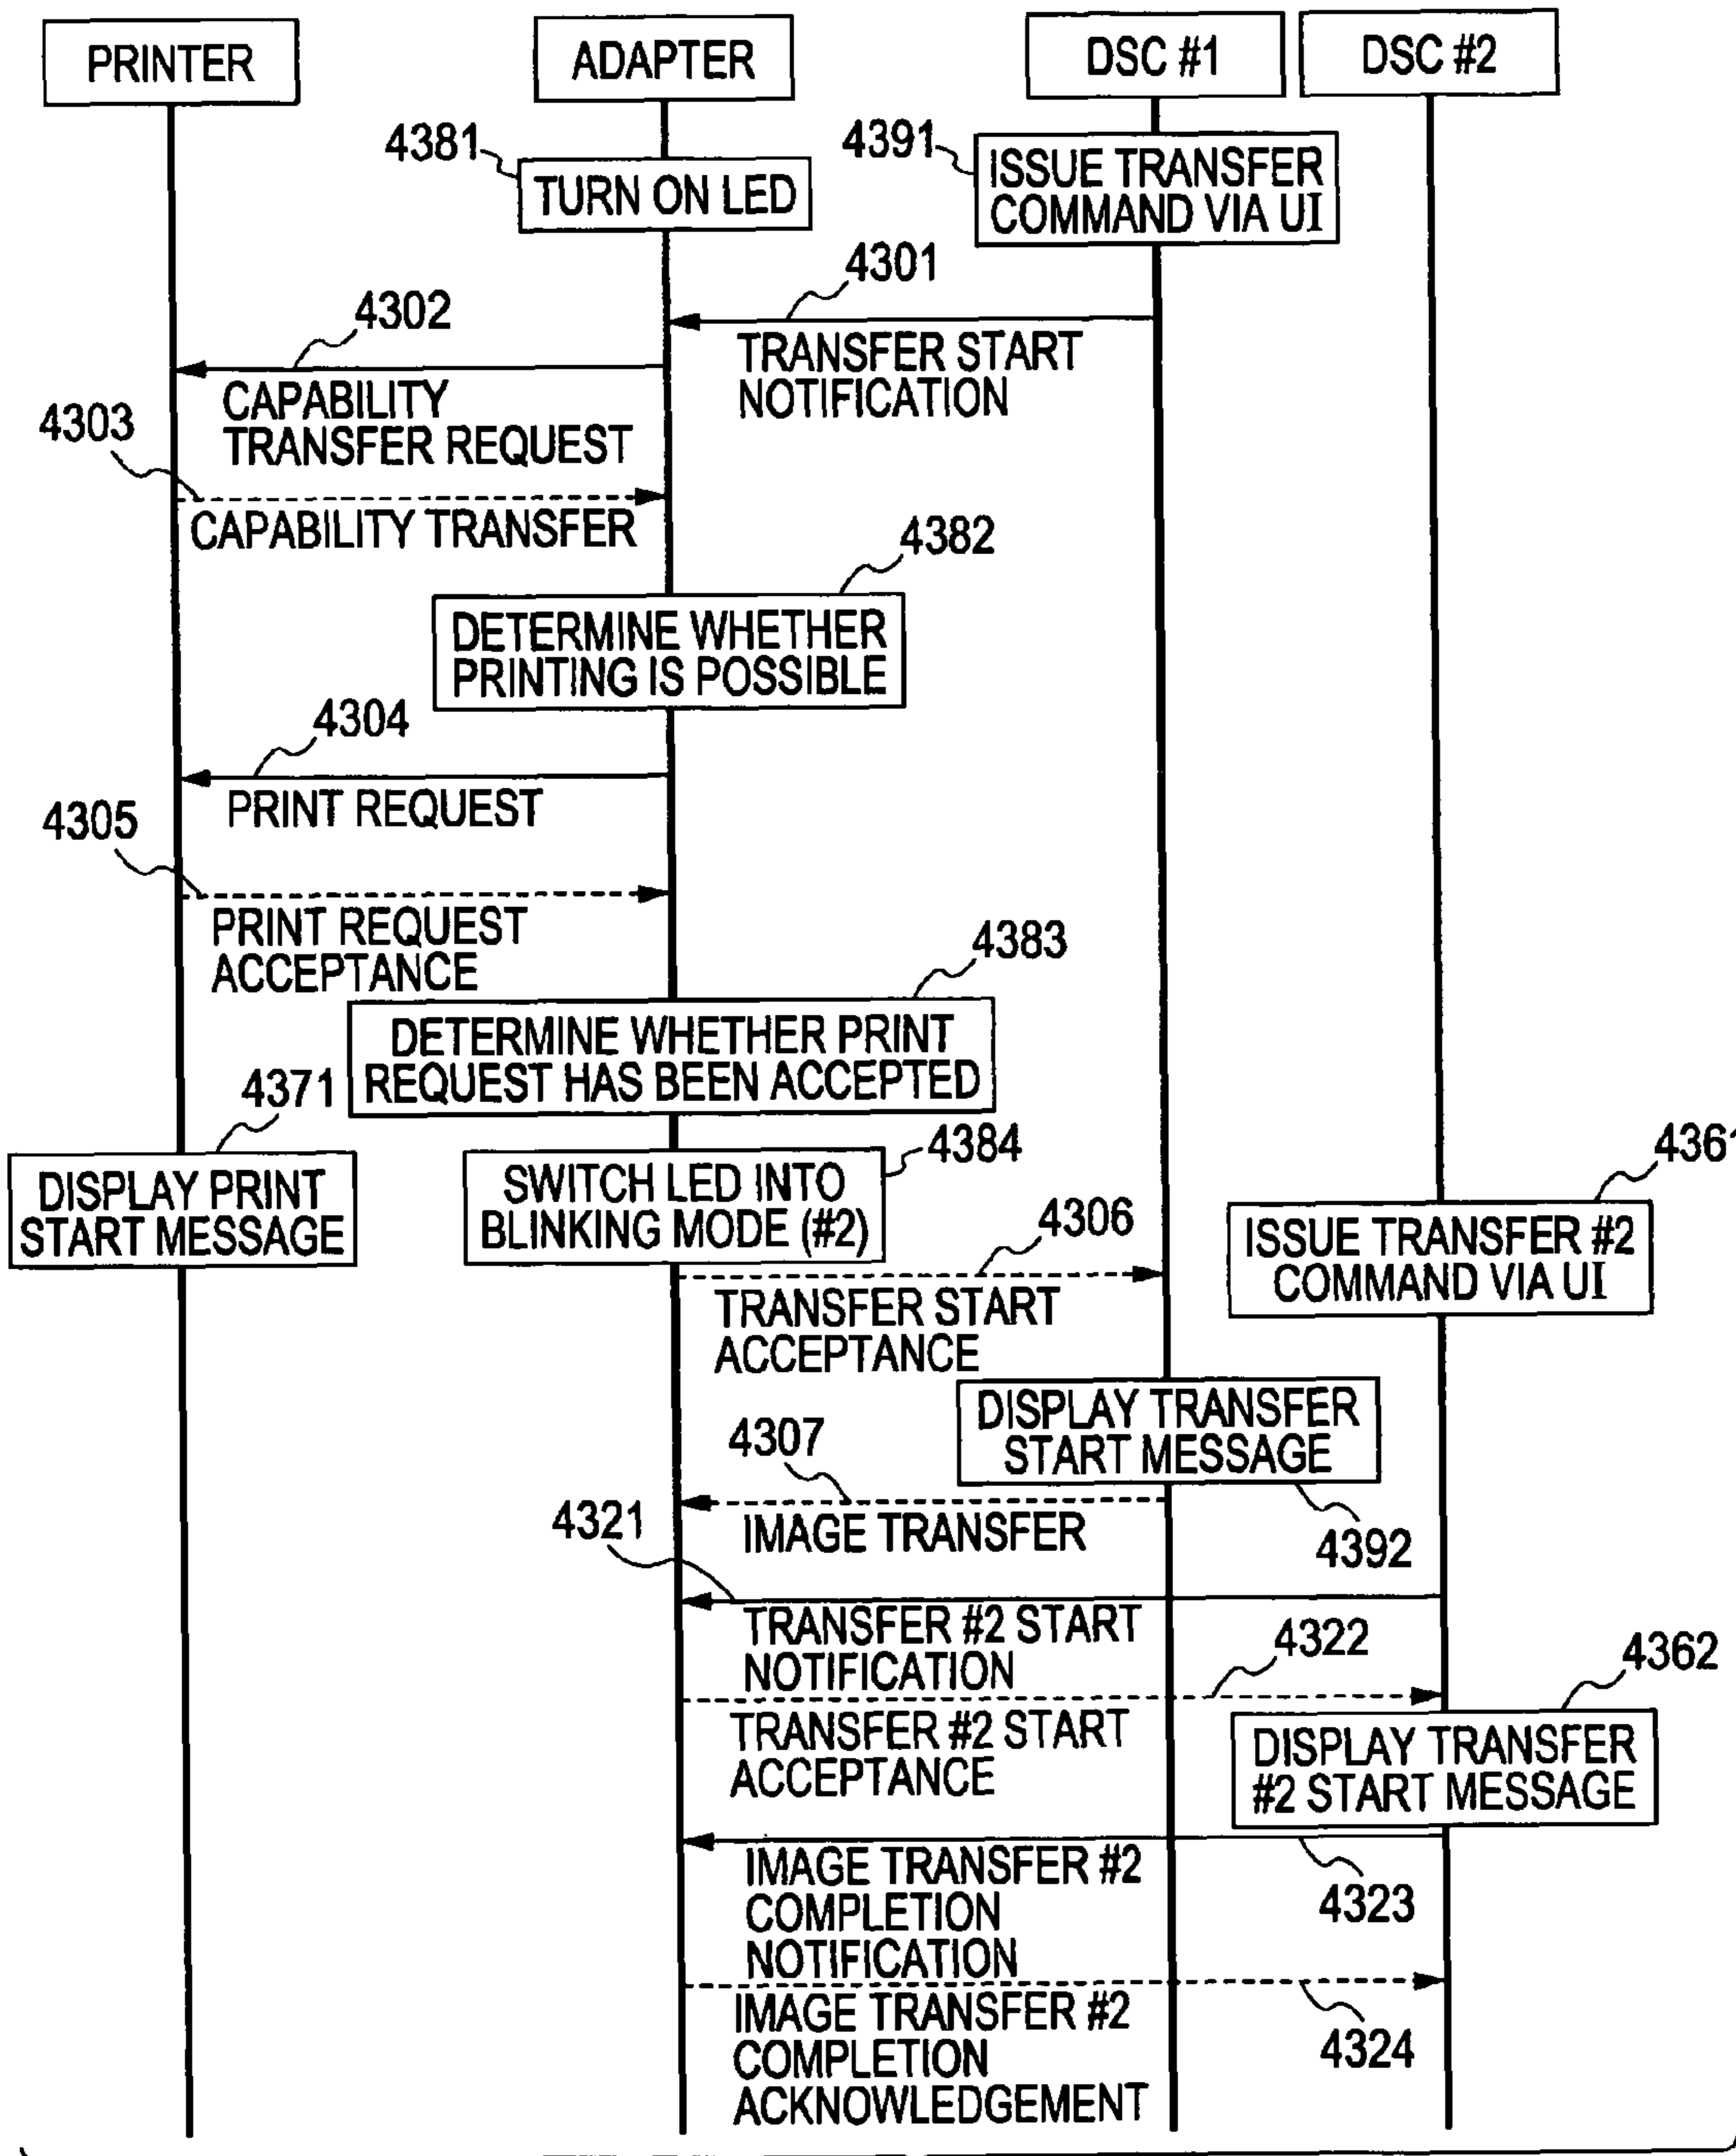 PRINTER
ADAPTER
DSC #1
DSC #2
4381
TURN ON LED
4391
ISSUE TRANSFER
COMMAND VIA UI
4301
TRANSFER START
NOTIFICATION
4302
CAPABILITY
TRANSFER REQUEST
4303
CAPABILITY TRANSFER
4382
DETERMINE WHETHER
PRINTING IS POSSIBLE
4304
PRINT REQUEST
4305
PRINT REQUEST
ACCEPTANCE
4383
DETERMINE WHETHER PRINT
REQUEST HAS BEEN ACCEPTED
4371
DISPLAY PRINT
START MESSAGE
4384
SWITCH LED INTO
BLINKING MODE (#2)
4361
ISSUE TRANSFER #2
COMMAND VIA UI
4306
TRANSFER START
ACCEPTANCE
DISPLAY TRANSFER
START MESSAGE
4392
4307
IMAGE TRANSFER
4321
TRANSFER #2 START
NOTIFICATION
4322
TRANSFER #2 START
ACCEPTANCE
4362
DISPLAY TRANSFER
#2 START MESSAGE
IMAGE TRANSFER #2
COMPLETION
NOTIFICATION
4323
IMAGE TRANSFER #2
COMPLETION
ACKNOWLEDGEMENT
4324